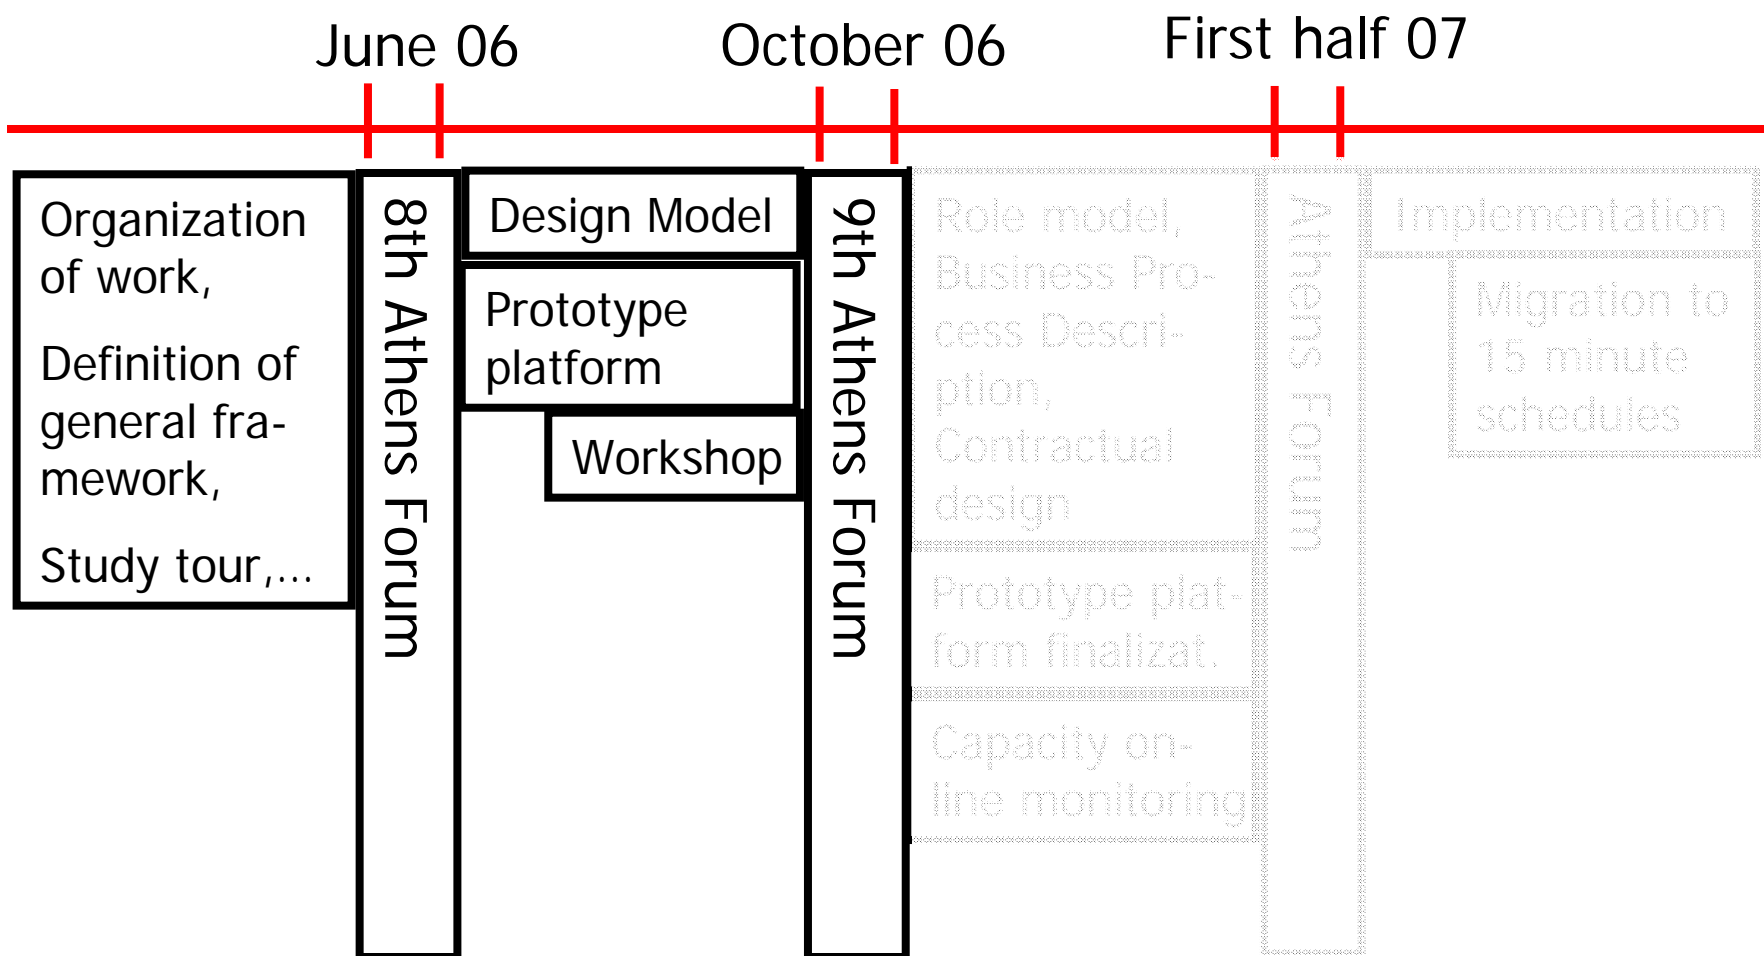 June 06
October 06
First half 07
Organization
of work,
Definition of
general fra-
mework,
Study tour,...
8th Athens Forum
Design Model
Prototype
platform
Workshop
9th Athens Forum
Role model,
Business Pro-
cess Descri-
ption,
Contractual
design
Prototype plat-
form finalizat.
Capacity on-
line monitoring
Athens Forum
Implementation
Migration to
15 minute
schedules